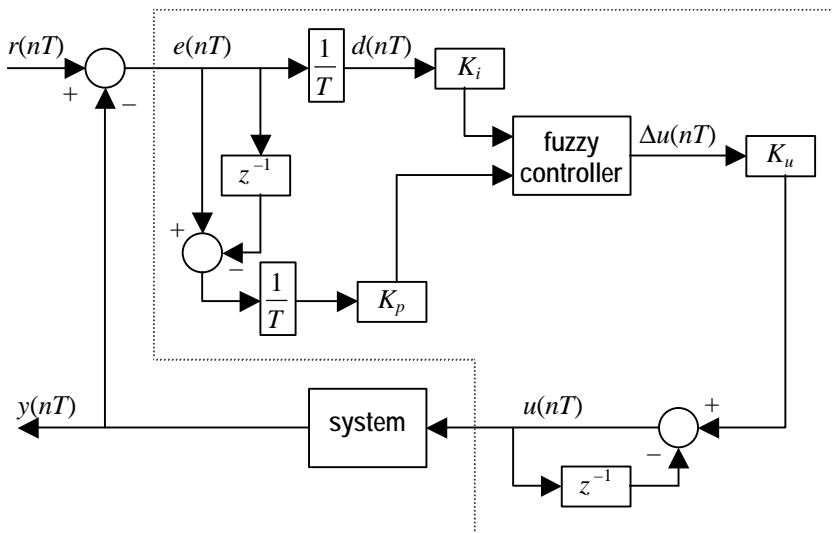 r(nT)
+
−
e(nT)
1
T
d(nT)
K_i
z^{-1}
+
−
1
T
K_p
fuzzy
controller
Δu(nT)
K_u
y(nT)
system
u(nT)
+
−
z^{-1}